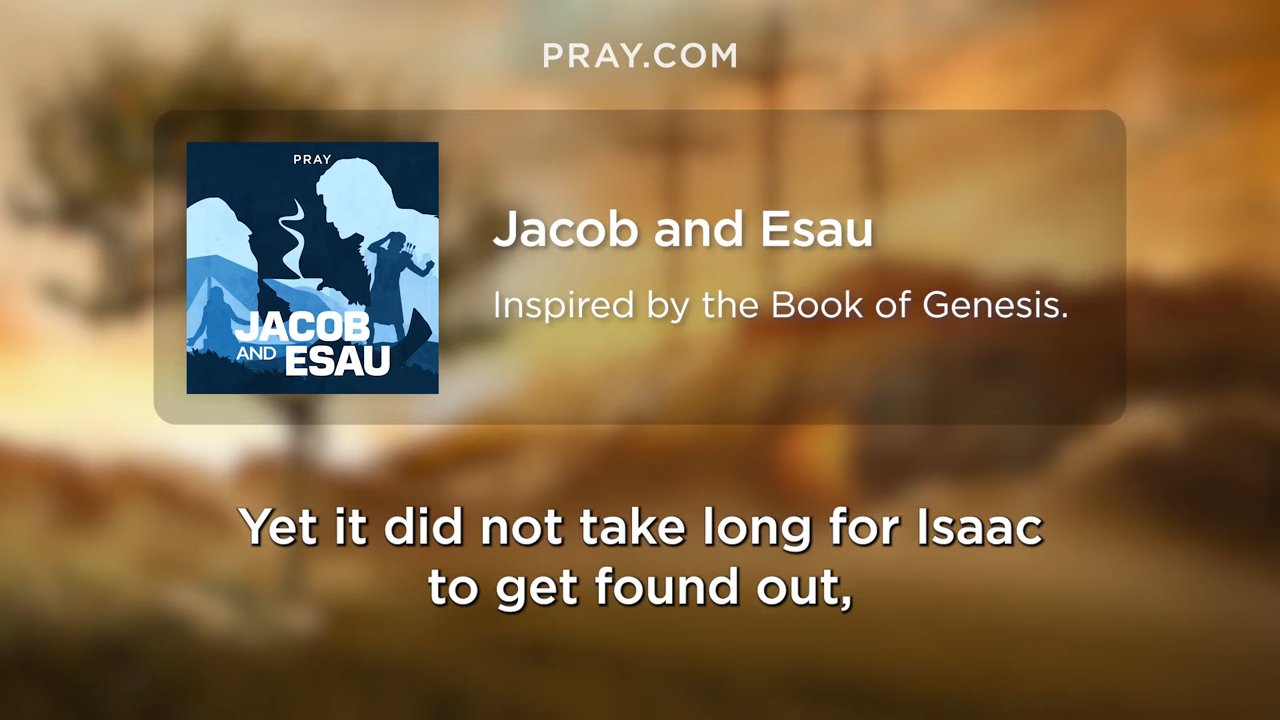 PRAY.COM
PRAY
JACOB
AND ESAU
Jacob and Esau
Inspired by the Book of Genesis.
Yet it did not take long for Isaac
to get found out,